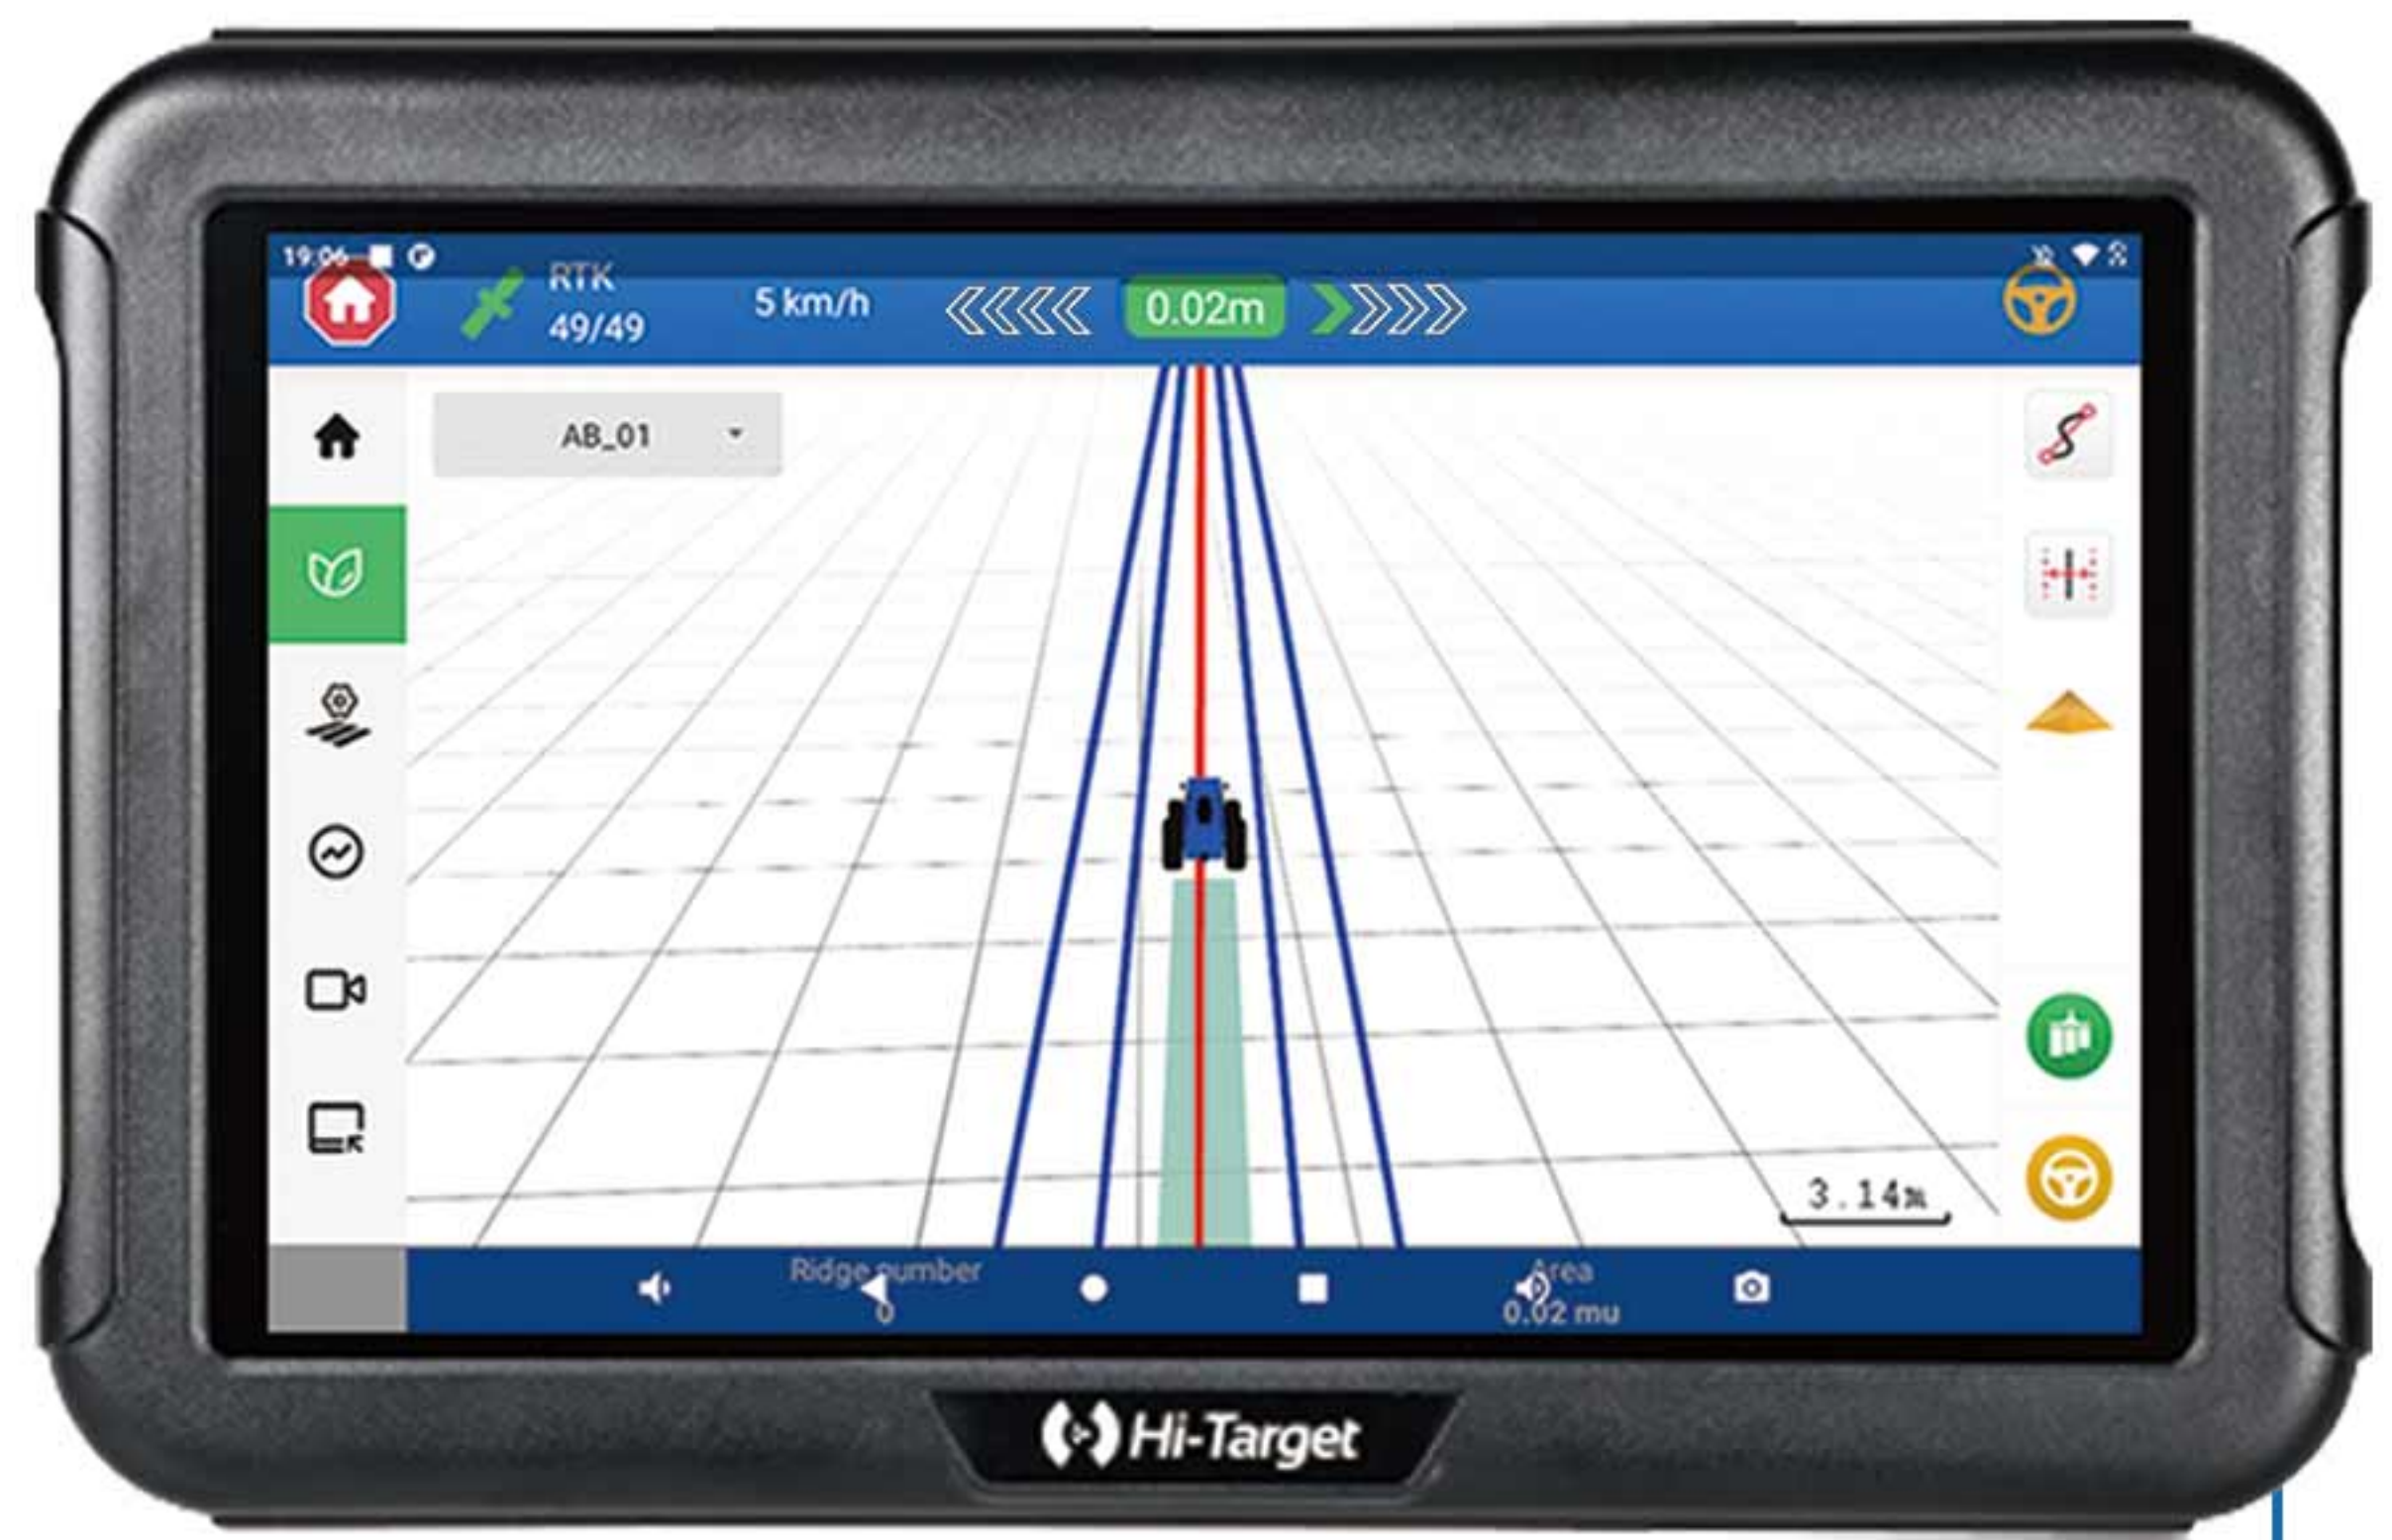 19:06
RTK
49/49
5 km/h
0.02m
AB_01
3.14m
Ridge number
0
Area
0.02 mu
Hi-Target